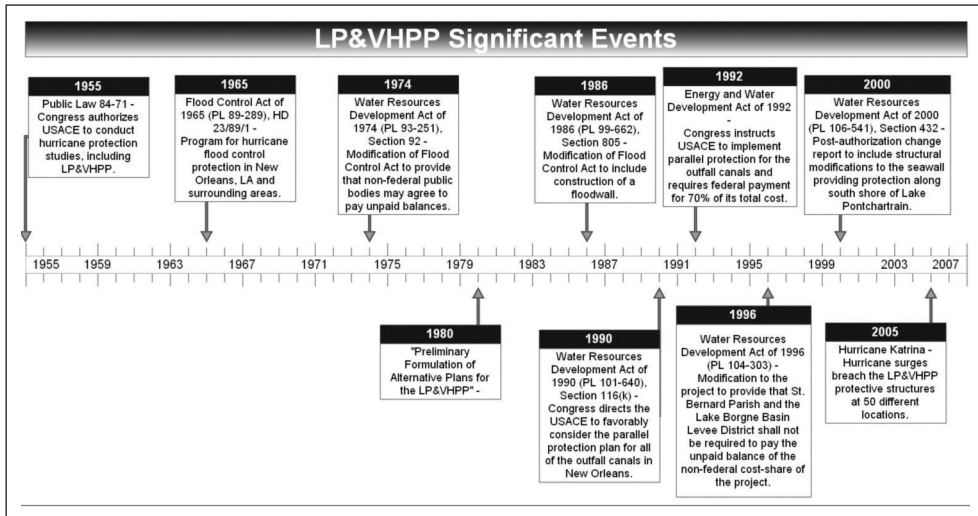 LP&VHPP Significant Events
1955
Public Law 84-71 -
Congress authorizes
USACE to conduct
hurricane protection
studies, including
LP&VHPP.
1965
Flood Control Act of
1965 (PL 89-289), HD
23/89/1 -
Program for hurricane
flood control
protection in New
Orleans, LA and
surrounding areas.
1974
Water Resources
Development Act of
1974 (PL 93-251),
Section 92 -
Modification of Flood
Control Act to provide
that non-federal public
bodies may agree to
pay unpaid balances.
1986
Water Resources
Development Act of
1986 (PL 99-662),
Section 805 -
Modification of Flood
Control Act to include
construction of a
floodwall.
1992
Energy and Water
Development Act of 1992
-
Congress instructs
USACE to implement
parallel protection for the
outfall canals and
requires federal payment
for 70% of its total cost.
2000
Water Resources
Development Act of 2000
(PL 106-541), Section 432 -
Post-authorization change
report to include structural
modifications to the seawall
providing protection along
south shore of Lake
Pontchartrain.
1955 1959 1963 1967 1971 1975 1979 1983 1987 1991 1995 1999 2003 2007
1980
"Preliminary
Formulation of
Alternative Plans for
the LP&VHPP" -
1990
Water Resources
Development Act of
1990 (PL 101-640),
Section 116(k) -
Congress directs the
USACE to favorably
consider the parallel
protection plan for all
of the outfall canals in
New Orleans.
1996
Water Resources
Development Act of 1996
(PL 104-303) -
Modification to the
project to provide that St.
Bernard Parish and the
Lake Borgne Basin
Levee District shall not
be required to pay the
unpaid balance of the
non-federal cost-share of
the project.
2005
Hurricane Katrina -
Hurricane surges
breach the LP&VHPP
protective structures
at 50 different
locations.